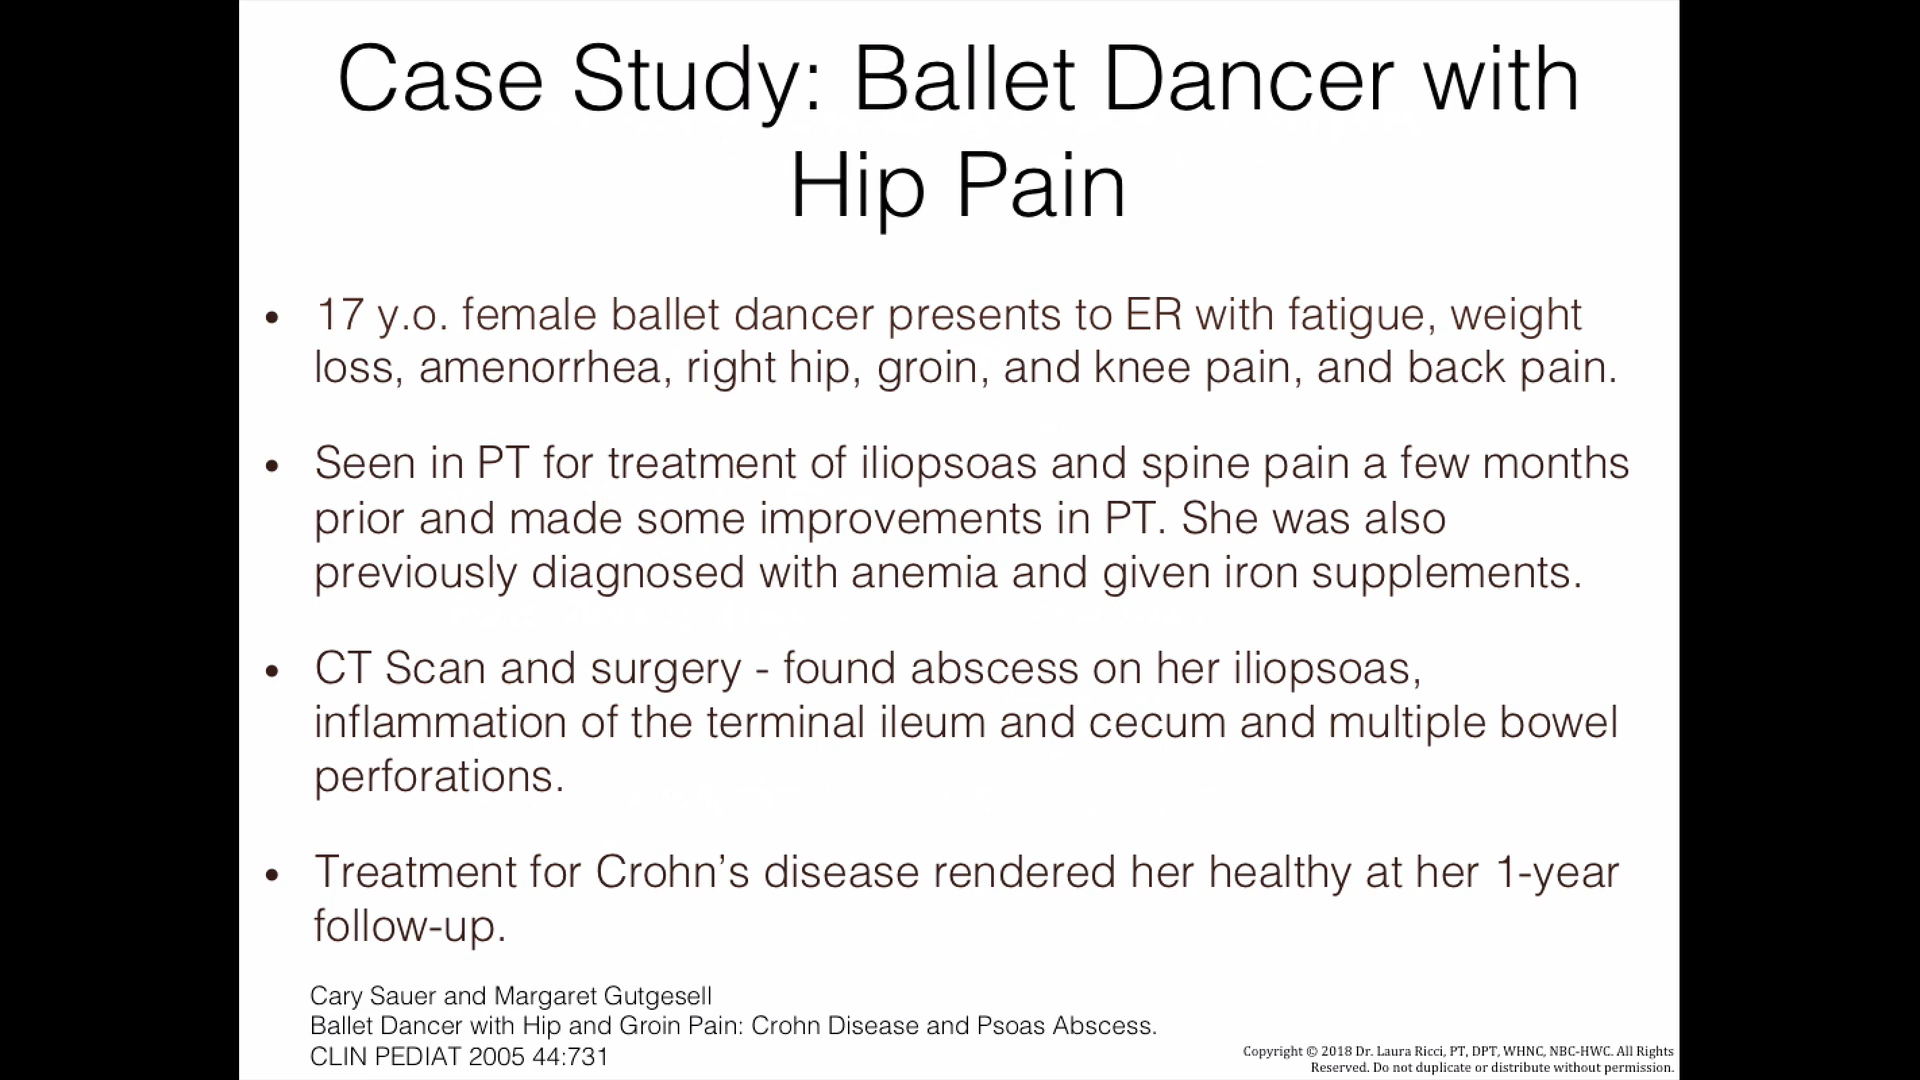 Case Study: Ballet Dancer with
Hip Pain
• 17 y.o. female ballet dancer presents to ER with fatigue, weight
loss, amenorrhea, right hip, groin, and knee pain, and back pain.
• Seen in PT for treatment of iliopsoas and spine pain a few months
prior and made some improvements in PT. She was also
previously diagnosed with anemia and given iron supplements.
• CT Scan and surgery - found abscess on her iliopsoas,
inflammation of the terminal ileum and cecum and multiple bowel
perforations.
• Treatment for Crohn’s disease rendered her healthy at her 1-year
follow-up.
Cary Sauer and Margaret Gutgesell
Ballet Dancer with Hip and Groin Pain: Crohn Disease and Psoas Abscess.
CLIN PEDIAT 2005 44:731
Copyright © 2018 Dr. Laura Ricci, PT, DPT, WHNC, NBC-HWC. All Rights
Reserved. Do not duplicate or distribute without permission.